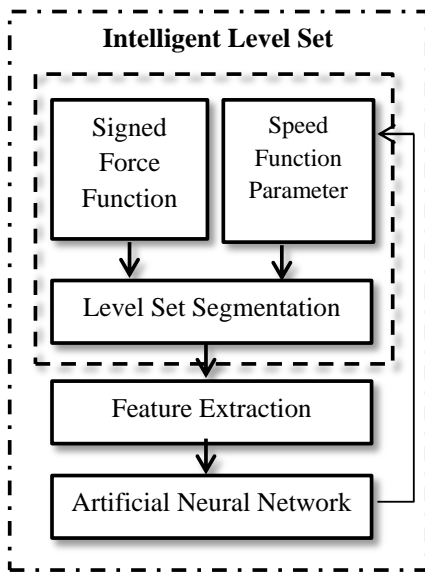 Intelligent Level Set
Signed
Force
Function
Speed
Function
Parameter
Level Set Segmentation
Feature Extraction
Artificial Neural Network